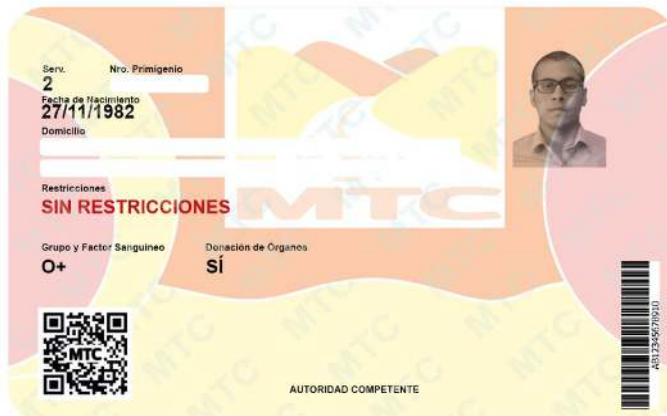 Serv. Nro. Primigenio
2
Fecha de Nacimiento
27/11/1982
Domicilio
Restricciones
SIN RESTRICCIONES
MTC
Grupo y Factor Sanguineo Donación de Órganos
O+ SÍ
MTC
AUTORIDAD COMPETENTE
AB12345678910